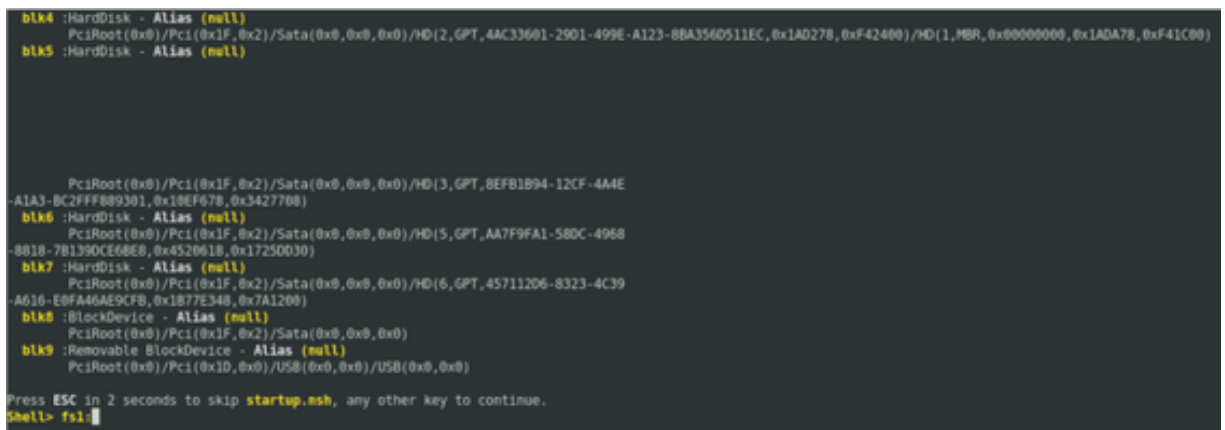 blk4 :HardDisk - Alias (null)
PciRoot(0x0)/Pci(0x1F,0x2)/Sata(0x0,0x0,0x0)/HD(2,GPT,4AC33601-29D1-499E-A123-8BA356D511EC,0x1AD278,0xF42400)/HD(1,MBR,0x00000000,0x1ADA78,0xF41C00)
blk5 :HardDisk - Alias (null)
PciRoot(0x0)/Pci(0x1F,0x2)/Sata(0x0,0x0,0x0)/HD(3,GPT,8EFB1B94-12CF-4A4E
-A1A3-BC2FFF889301,0x10EF678,0x3427708)
blk6 :HardDisk - Alias (null)
PciRoot(0x0)/Pci(0x1F,0x2)/Sata(0x0,0x0,0x0)/HD(5,GPT,AA7F9FA1-58DC-4968
-8818-7B139DCE6BE8,0x4520618,0x1725DD30)
blk7 :HardDisk - Alias (null)
PciRoot(0x0)/Pci(0x1F,0x2)/Sata(0x0,0x0,0x0)/HD(6,GPT,457112D6-8323-4C39
-A616-E0FA46AE9CFB,0x1B77E348,0x7A1200)
blk8 :BlockDevice - Alias (null)
PciRoot(0x0)/Pci(0x1F,0x2)/Sata(0x0,0x0,0x0)
blk9 :Removable BlockDevice - Alias (null)
PciRoot(0x0)/Pci(0x1D,0x0)/USB(0x0,0x0)/USB(0x0,0x0)
Press ESC in 2 seconds to skip startup.nsh, any other key to continue.
Shell> fs1: